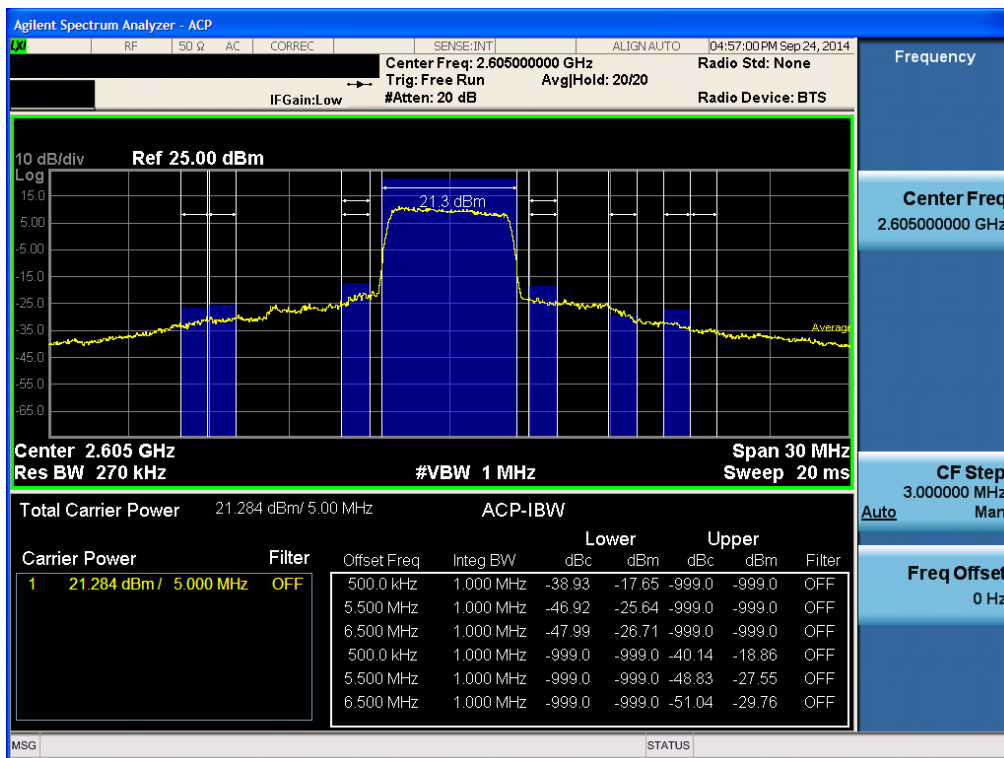 Agilent Spectrum Analyzer - ACP
LXI RF 50 Ω AC CORREC SENSE:INT ALIGN AUTO 04:57:00 PM Sep 24, 2014
Center Freq: 2.605000000 GHz Radio Std: None
Trig: Free Run Avg|Hold: 20/20
IFGain:Low #Atten: 20 dB Radio Device: BTS
Frequency
10 dB/div Ref 25.00 dBm
Log
15.0
5.00
-5.00
-15.0
-25.0
-35.0
-45.0
-55.0
-65.0
21.3 dBm
Average
Center Freq
2.605000000 GHz
Center 2.605 GHz Span 30 MHz
Res BW 270 kHz #VBW 1 MHz Sweep 20 ms
CF Step
3.000000 MHz
Auto Man
Total Carrier Power 21.284 dBm/ 5.00 MHz ACP-IBW
Lower Upper
Carrier Power Filter Offset Freq Integ BW dBc dBm dBc dBm Filter
1 21.284 dBm / 5.000 MHz OFF 500.0 kHz 1.000 MHz -38.93 -17.65 -999.0 -999.0 OFF
5.500 MHz 1.000 MHz -46.92 -25.64 -999.0 -999.0 OFF
6.500 MHz 1.000 MHz -47.99 -26.71 -999.0 -999.0 OFF
500.0 kHz 1.000 MHz -999.0 -999.0 -40.14 -18.86 OFF
5.500 MHz 1.000 MHz -999.0 -999.0 -48.83 -27.55 OFF
6.500 MHz 1.000 MHz -999.0 -999.0 -51.04 -29.76 OFF
Freq Offset
0 Hz
MSG STATUS